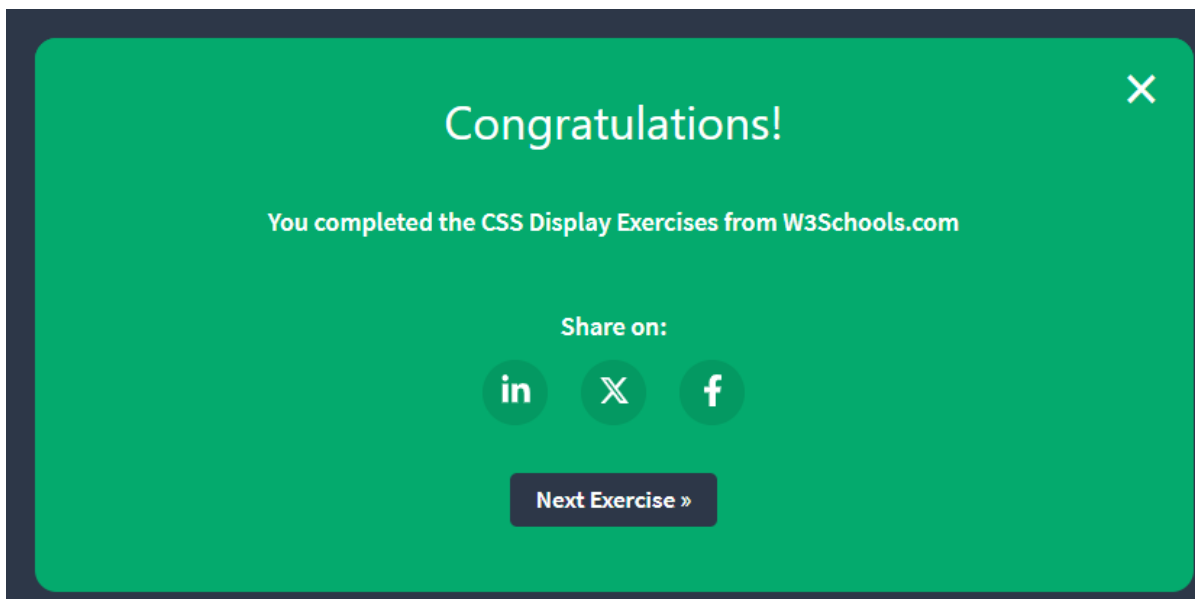 Congratulations!
You completed the CSS Display Exercises from W3Schools.com
Share on:
in X f
Next Exercise »